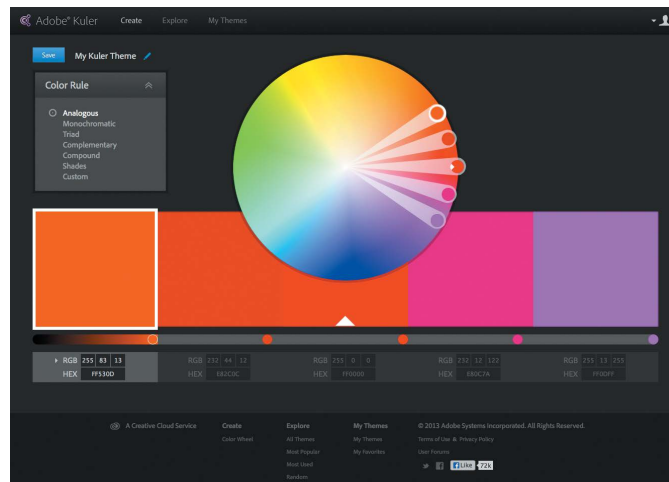 Adobe® Kuler Create Explore My Themes
Save My Kuler Theme
Color Rule
Analogous
Monochromatic
Triad
Complementary
Compound
Shades
Custom
RGB 255 83 13 RGB 232 44 12 RGB 255 0 0 RGB 232 12 122 RGB 255 13 255
HEX FF530D HEX E82C0C HEX FF0000 HEX E80C7A HEX FF0DFF
A Creative Cloud Service Create Explore My Themes © 2013 Adobe Systems Incorporated. All Rights Reserved.
Color Wheel All Themes My Themes Terms of Use & Privacy Policy
Most Popular My Favorites User Forums
Most Used Like 72k
Random